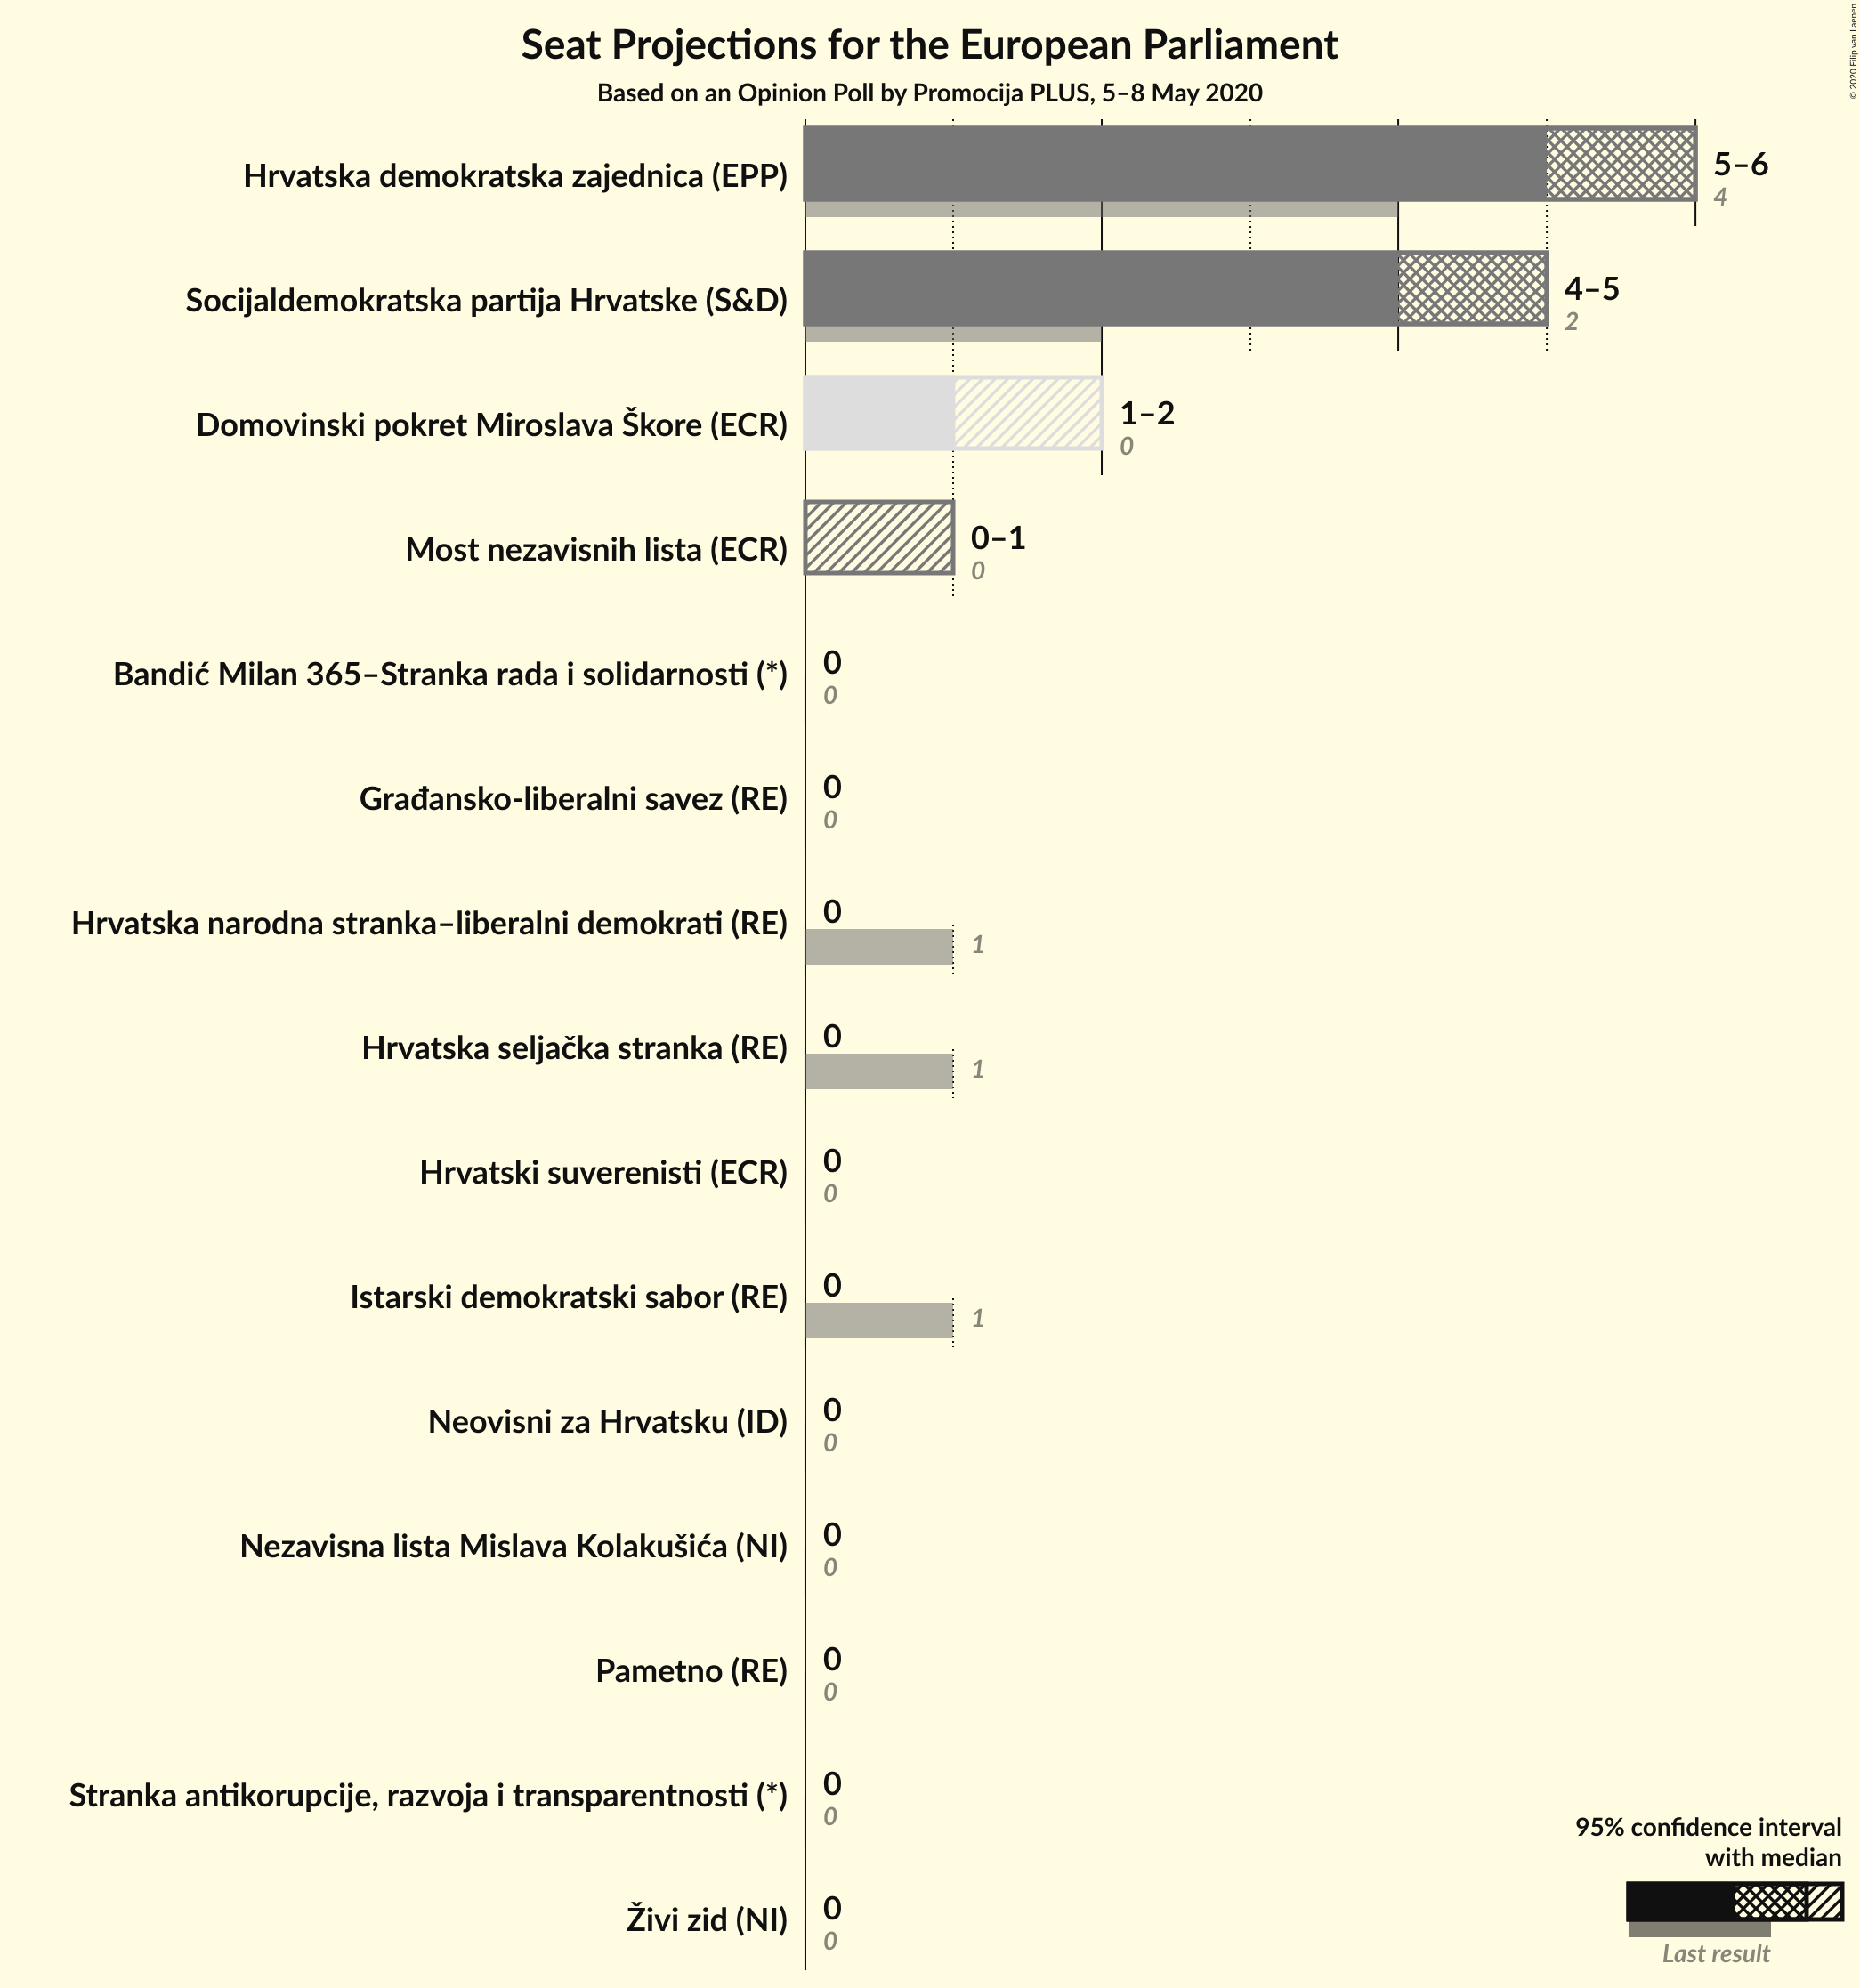 Seat Projections for the European Parliament
Based on an Opinion Poll by Promocija PLUS, 5–8 May 2020
© 2020 Filip van Laenen
Hrvatska demokratska zajednica (EPP)
5–6
4
Socijaldemokratska partija Hrvatske (S&D)
4–5
2
Domovinski pokret Miroslava Škore (ECR)
1–2
0
Most nezavisnih lista (ECR)
0–1
0
Bandić Milan 365–Stranka rada i solidarnosti (*)
0
0
Građansko-liberalni savez (RE)
0
0
Hrvatska narodna stranka–liberalni demokrati (RE)
0
1
Hrvatska seljačka stranka (RE)
0
1
Hrvatski suverenisti (ECR)
0
0
Istarski demokratski sabor (RE)
0
1
Neovisni za Hrvatsku (ID)
0
0
Nezavisna lista Mislava Kolakušića (NI)
0
0
Pametno (RE)
0
0
Stranka antikorupcije, razvoja i transparentnosti (*)
0
0
Živi zid (NI)
0
0
95% confidence interval
with median
Last result